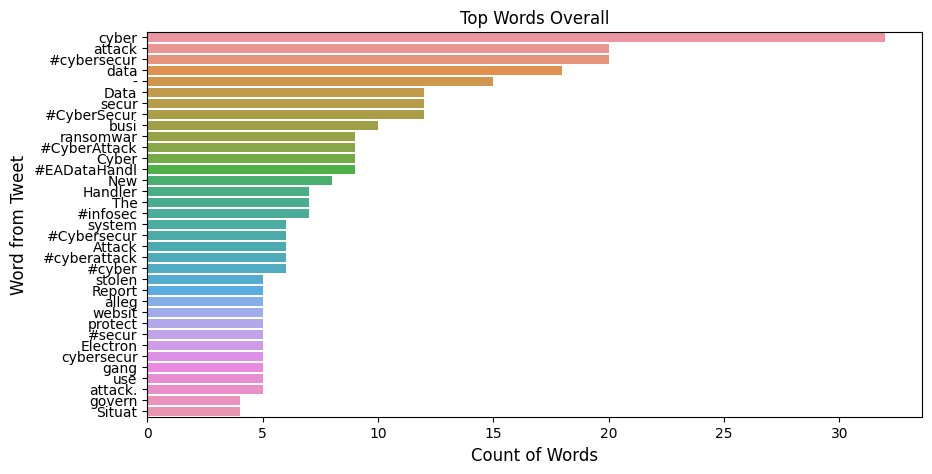 Top Words Overall
cyber
attack
#cybersecur
data
-
Data
secur
#CyberSecur
busi
ransomwar
#CyberAttack
Cyber
#EADataHandl
New
Handler
The
#infosec
system
#Cybersecur
Attack
#cyberattack
#cyber
stolen
Report
alleg
websit
protect
#secur
Electron
cybersecur
gang
use
attack.
govern
Situat
Word from Tweet
0 5 10 15 20 25 30
Count of Words